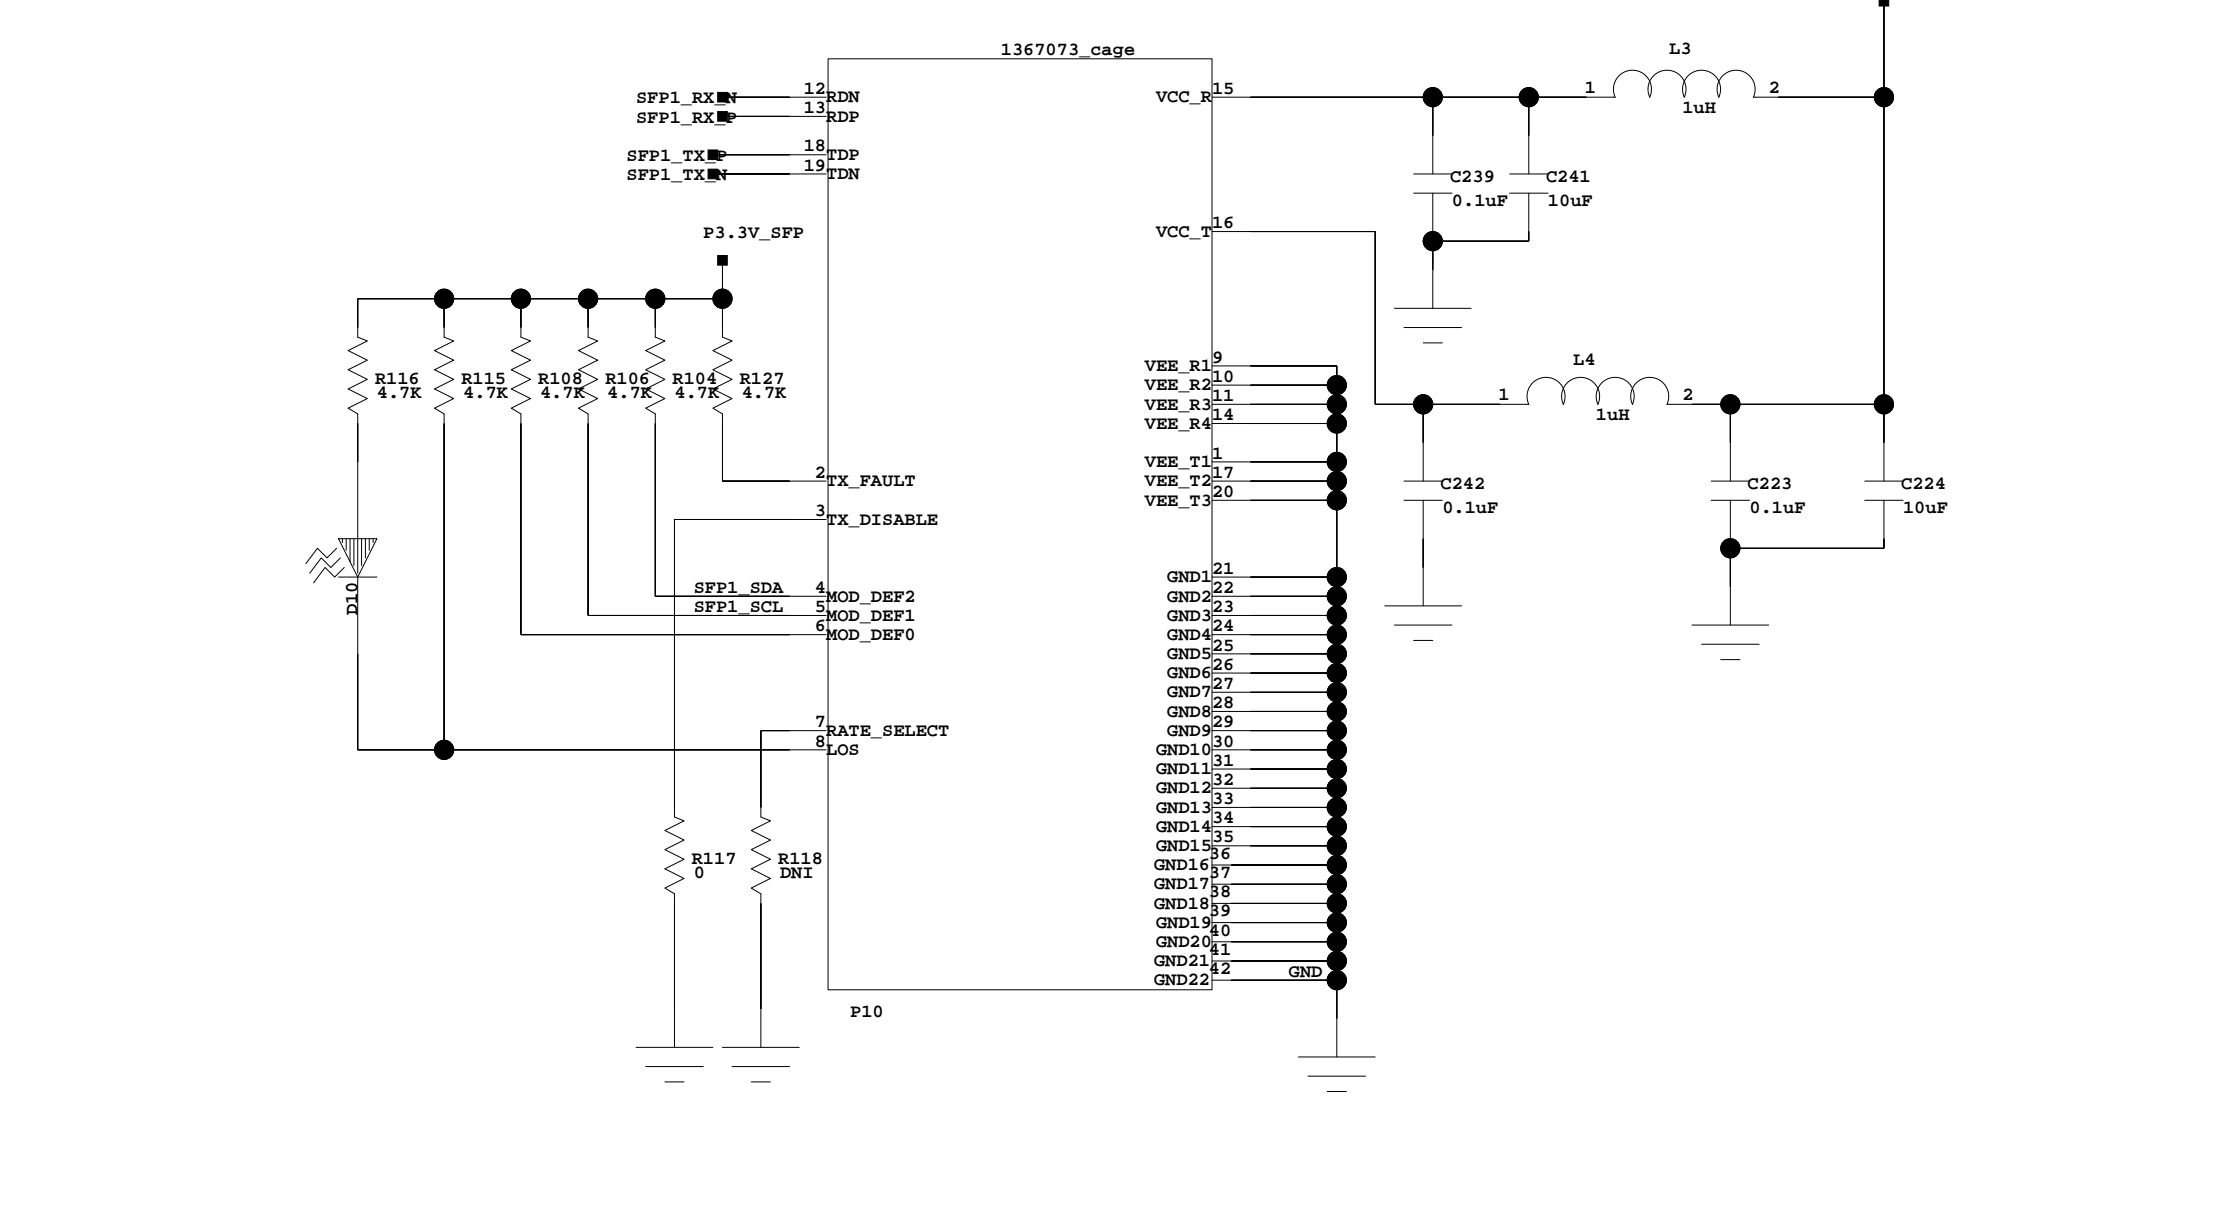 1367073_cage
L3
SFP1_RX_N 12 RDN
VCC_R 15
1 2
1uH
SFP1_RX_P 13 RDP
SFP1_TX_P 18 TDP
SFP1_TX_N 19 TDN
C239 C241
0.1uF 10uF
P3.3V_SFP
VCC_T 16
L4
VEE_R1 9
VEE_R2 10
VEE_R3 11
VEE_R4 14
1 2
1uH
R116 R115 R108 R106 R104 R127
4.7K 4.7K 4.7K 4.7K 4.7K 4.7K
VEE_T1 1
VEE_T2 17
VEE_T3 20
2 TX_FAULT
3 TX_DISABLE
C242 C223 C224
0.1uF 0.1uF 10uF
D10
SFP1_SDA 4 MOD_DEF2
SFP1_SCL 5 MOD_DEF1
6 MOD_DEF0
7 RATE_SELECT
8 LOS
GND1 21
GND2 22
GND3 23
GND4 24
GND5 25
GND6 26
GND7 27
GND8 28
GND9 29
GND10 30
GND11 31
GND12 32
GND13 33
GND14 34
GND15 35
GND16 36
GND17 37
GND18 38
GND19 39
GND20 40
GND21 41
GND22 42 GND
R117 R118
0 DNI
P10